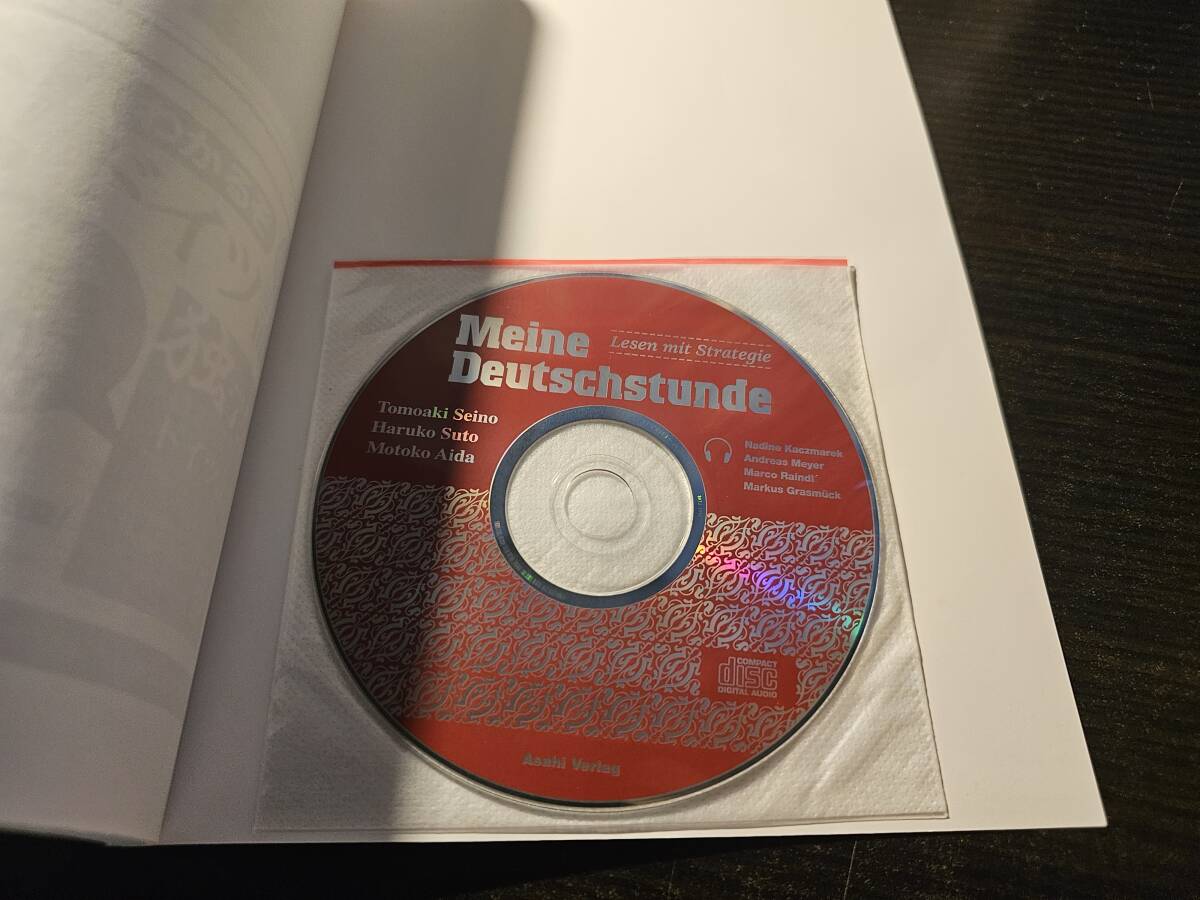 Meine
Deutschstunde
Lesen mit Strategie
Tomoaki Seino
Haruko Suto
Motoko Aida
Nadine Kaczmarek
Andreas Meyer
Marco Raindl
Markus Grasmück
COMPACT
disc
DIGITAL AUDIO
Asahi Verlag